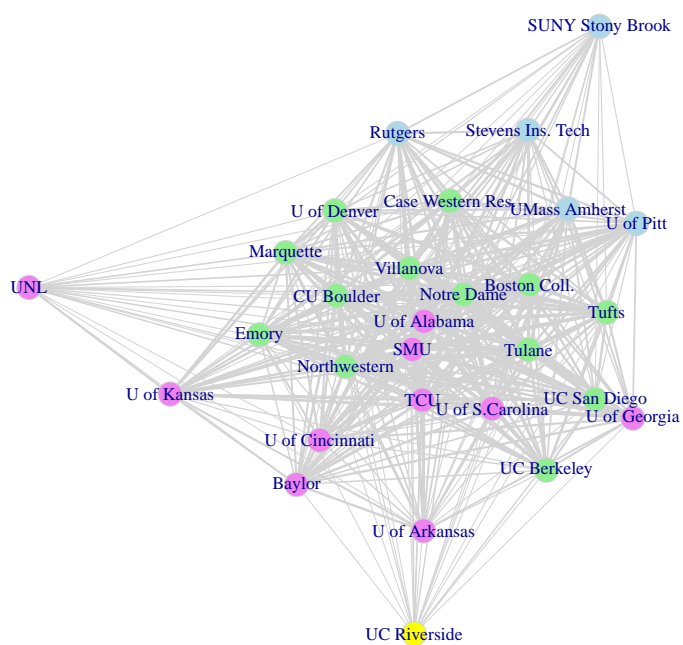 SUNY Stony Brook
Rutgers
Stevens Ins. Tech
Case Western Res.
U of Denver
UMass Amherst
U of Pitt
Marquette
Villanova
UNL
CU Boulder
Notre Dame
Boston Coll.
Tufts
U of Alabama
Emory
SMU
Tulane
Northwestern
U of Kansas
TCU
U of S.Carolina
UC San Diego
U of Georgia
U of Cincinnati
UC Berkeley
Baylor
U of Arkansas
UC Riverside